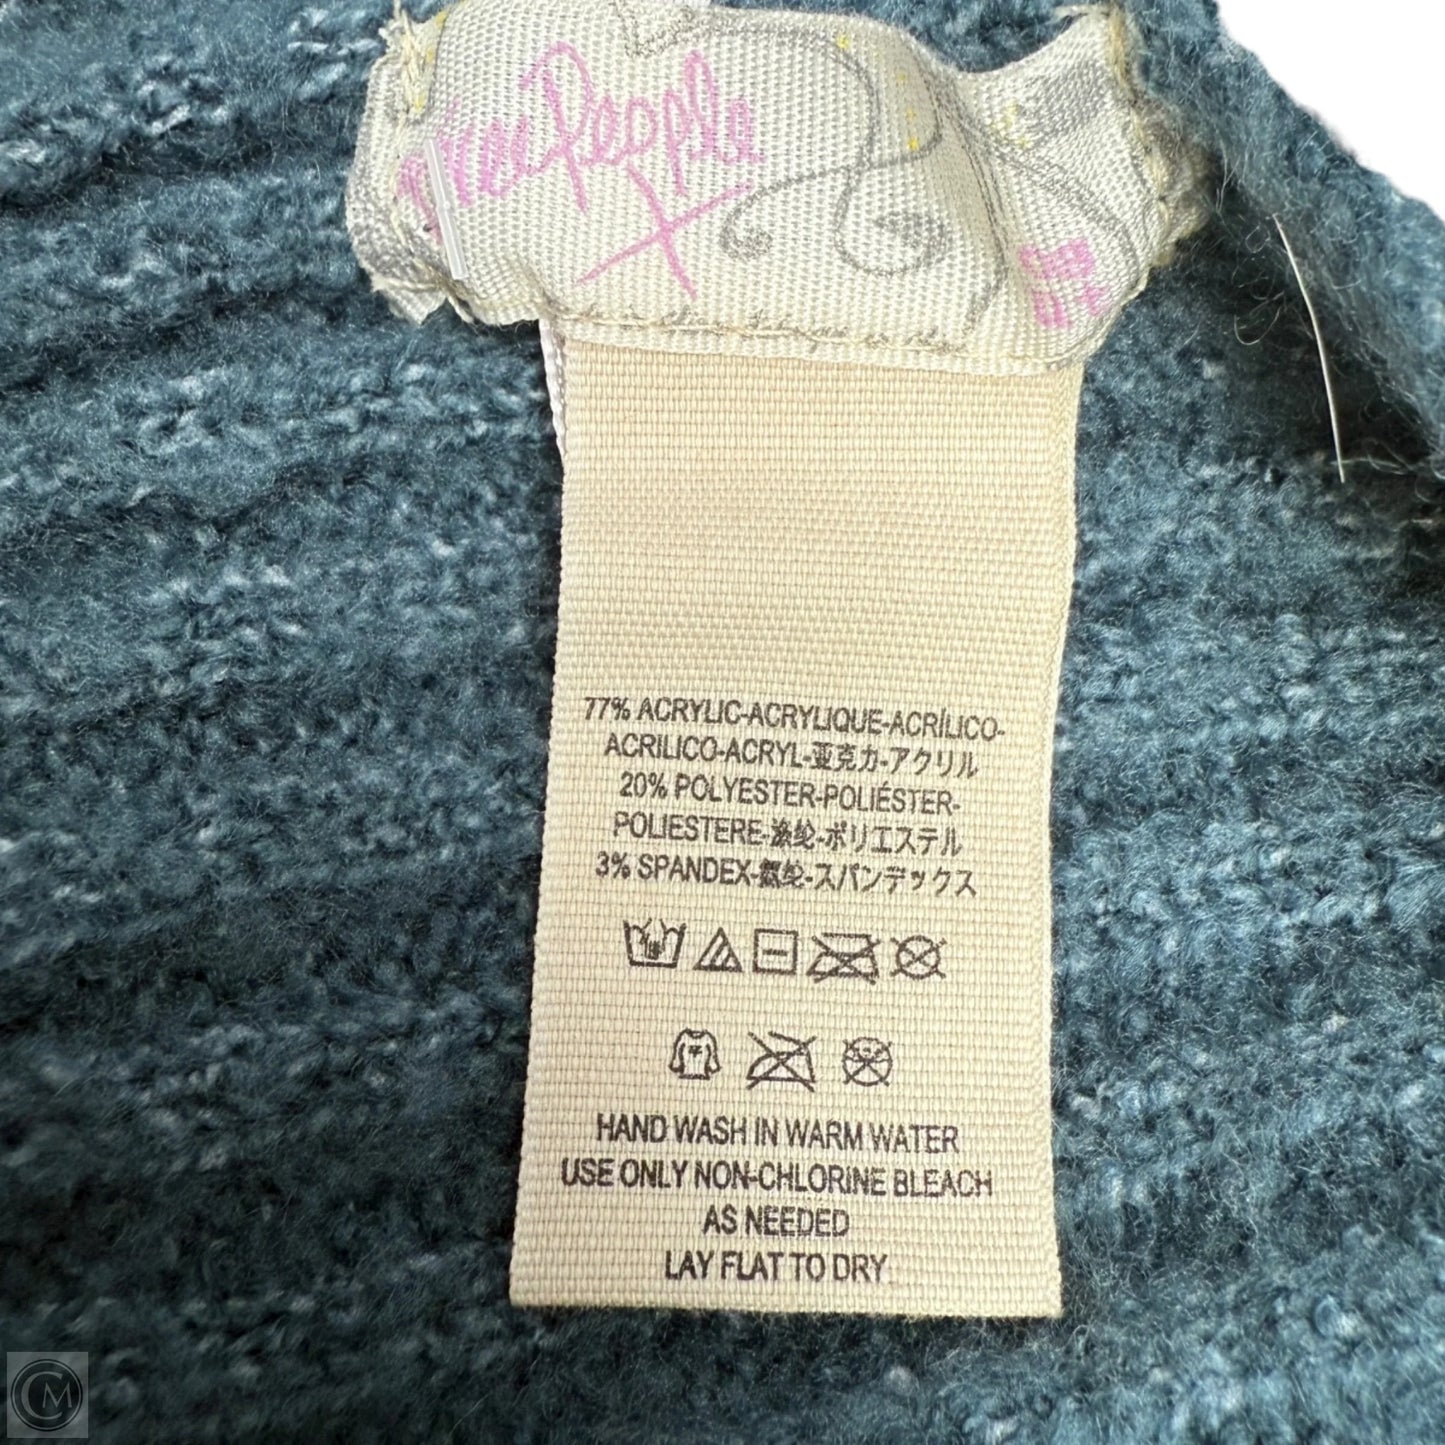 Free People
77% ACRYLIC-ACRYLIQUE-ACRÍLICO-
ACRILICO-ACRYL-亚克力-アクリル
20% POLYESTER-POLIÉSTER-
POLIESTERE-涤纶-ポリエステル
3% SPANDEX-氨纶-スパンデックス
HAND WASH IN WARM WATER
USE ONLY NON-CHLORINE BLEACH
AS NEEDED
LAY FLAT TO DRY
CM